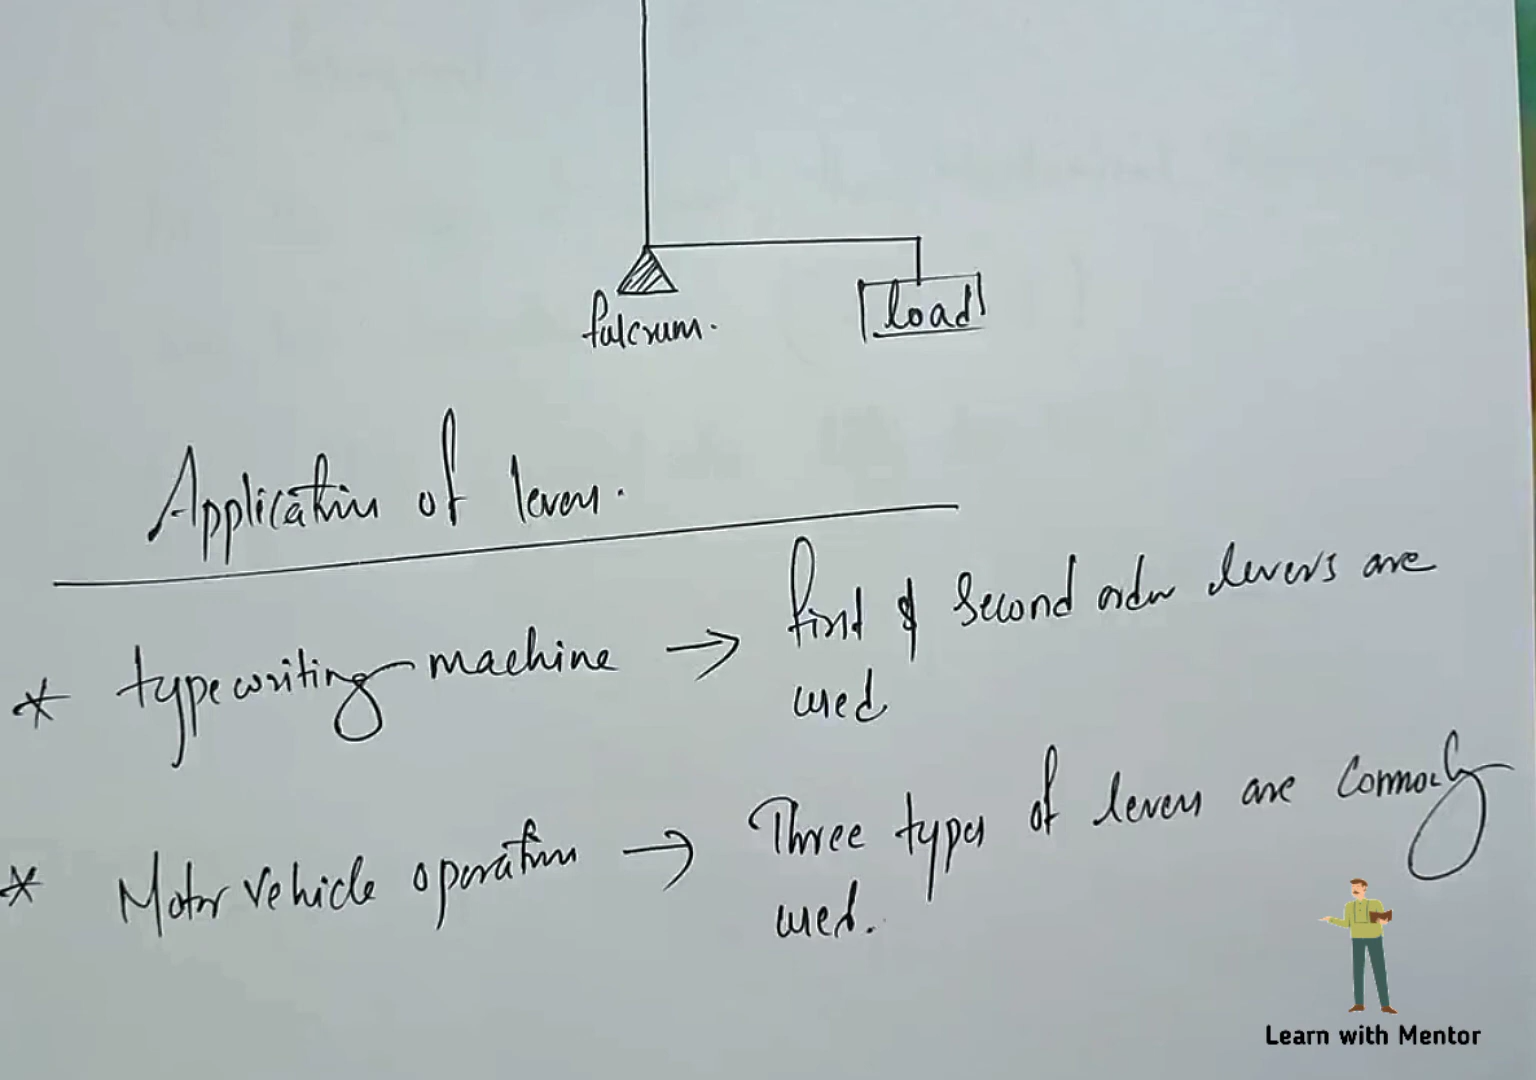 fulcrum.
load
Application of levers.
* typewriting machine → first & second order levers are
used
* Motor vehicle operation → Three types of levers are commonly
used.
Learn with Mentor